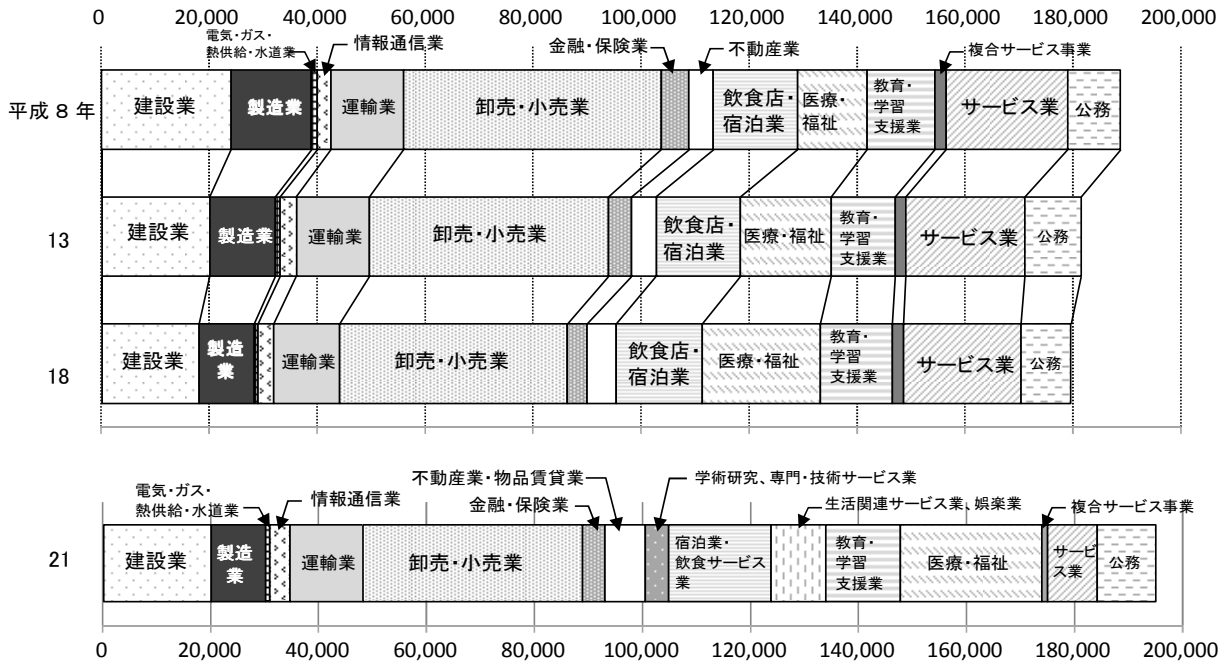 0 20,000 40,000 60,000 80,000 100,000 120,000 140,000 160,000 180,000 200,000
電気・ガス・
熱供給・水道業
情報通信業
金融・保険業
不動産業
複合サービス事業
平成 8 年
建設業
製造業
運輸業
卸売・小売業
飲食店・
宿泊業
医療・
福祉
教育・
学習
支援業
サービス業
公務
13
建設業
製造業
運輸業
卸売・小売業
飲食店・
宿泊業
医療・福祉
教育・
学習
支援業
サービス業
公務
18
建設業
製造
業
運輸業
卸売・小売業
飲食店・
宿泊業
医療・福祉
教育・
学習
支援業
サービス業
公務
電気・ガス・
熱供給・水道業
情報通信業
不動産業・物品賃貸業
金融・保険業
学術研究、専門・技術サービス業
生活関連サービス業、娯楽業
複合サービス事業
21
建設業
製造
業
運輸業
卸売・小売業
宿泊業・
飲食サービス
業
教育・
学習
支援業
医療・福祉
サービ
ス業
公務
0 20,000 40,000 60,000 80,000 100,000 120,000 140,000 160,000 180,000 200,000